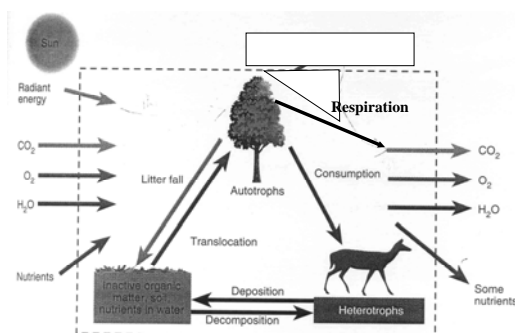 Sun
Radiant
energy
Respiration
CO2
O2
H2O
Litter fall
Autotrophs
Consumption
CO2
O2
H2O
Translocation
Nutrients
Inactive organic
matter, soil,
nutrients in water
Deposition
Decomposition
Heterotrophs
Some
nutrients